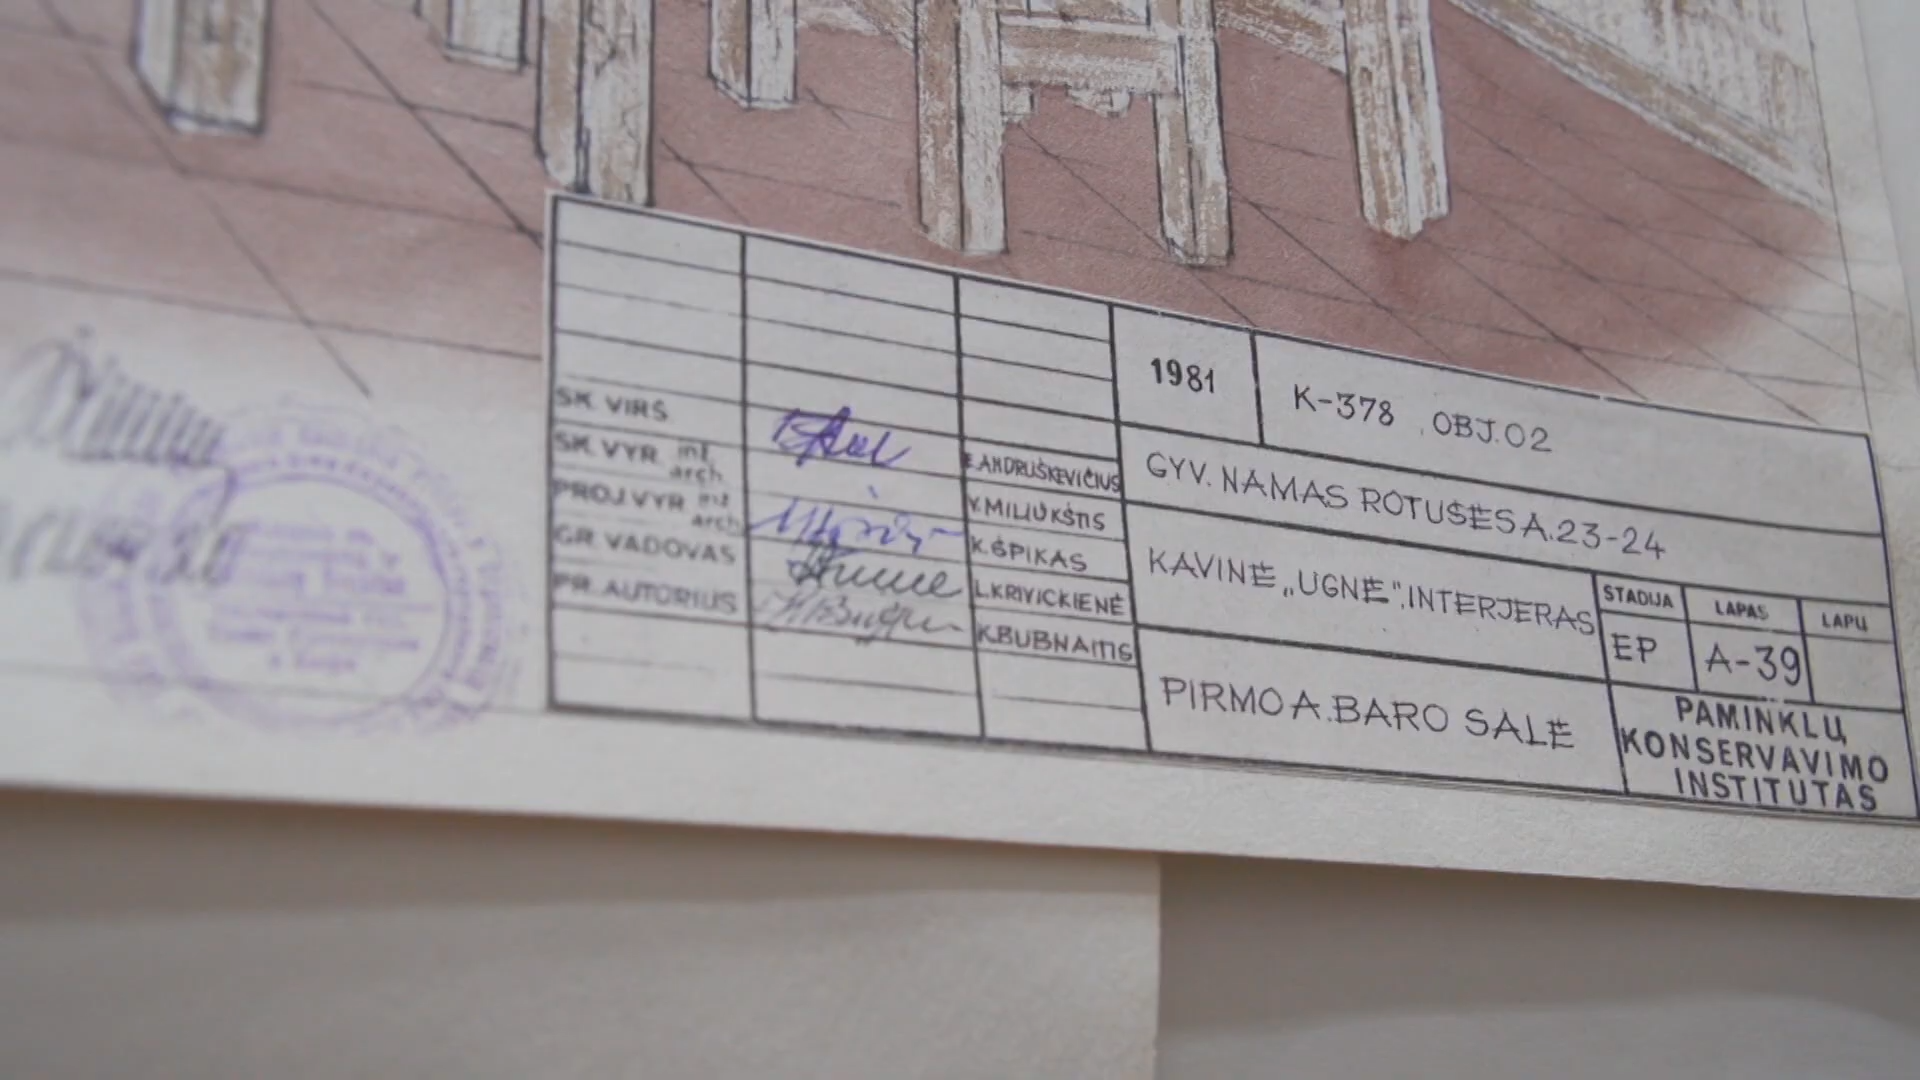 SK. VIRŠ
E.ANDRUŠKEVIČIUS
SK. VYR int. arch
V.MILIUKŠTIS
PROJ.VYR int arch
K.ŠPIKAS
GR. VADOVAS
L.KRIVICKIENĖ
PR. AUTORIUS
K.BUBNAITIS
1981
K-378 OBJ.02
GYV. NAMAS ROTUŠĖS A.23-24
KAVINĖ „UGNĖ". INTERJERAS
PIRMO A. BARO SALĖ
STADIJA
LAPAS
LAPŲ
EP
A-39
PAMINKLŲ
KONSERVAVIMO
INSTITUTAS